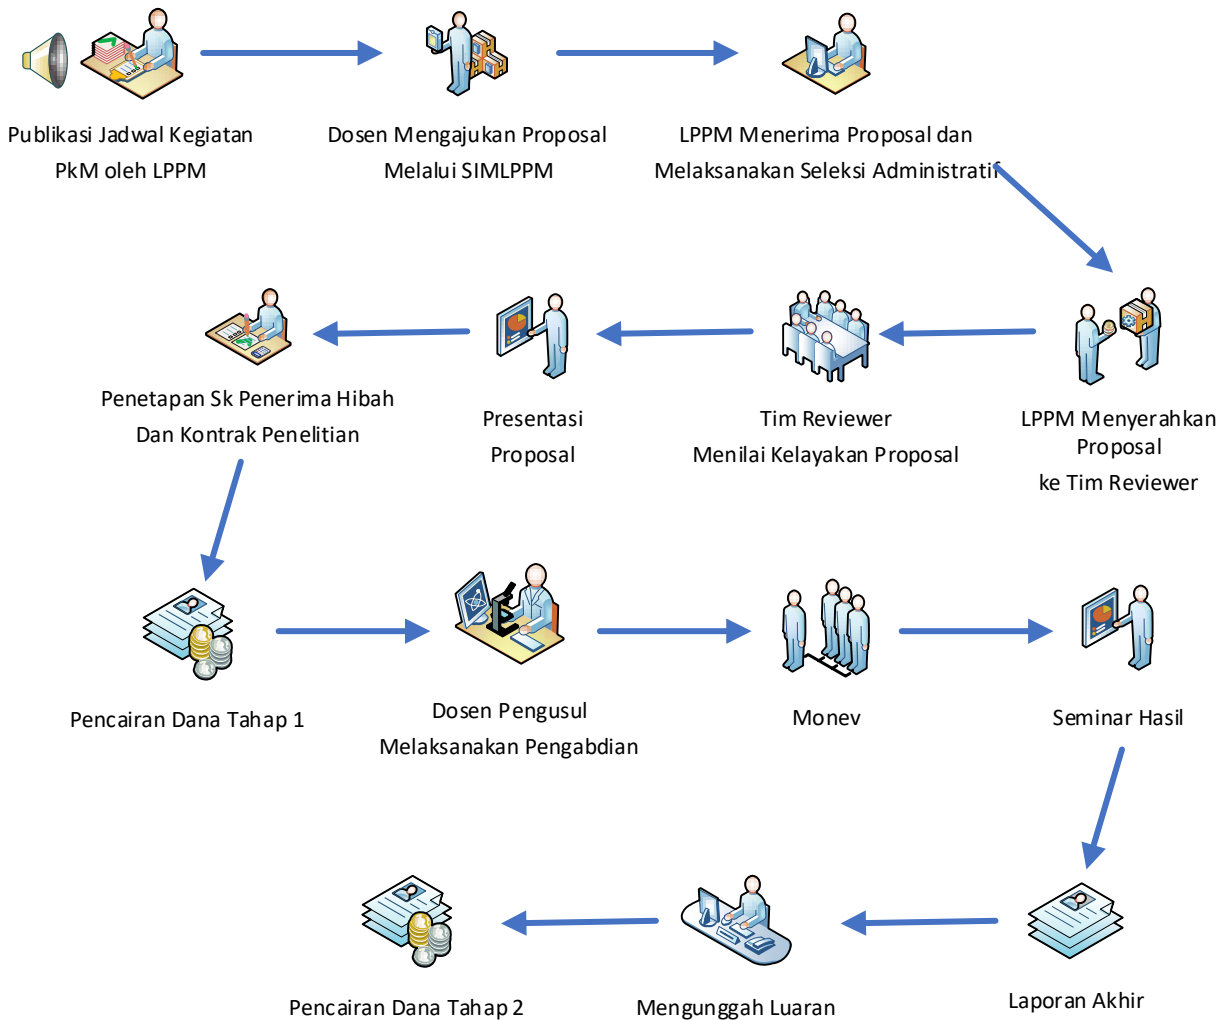 Publikasi Jadwal Kegiatan
PkM oleh LPPM
Dosen Mengajukan Proposal
Melalui SIMLPPM
LPPM Menerima Proposal dan
Melaksanakan Seleksi Administratif
LPPM Menyerahkan
Proposal
ke Tim Reviewer
Tim Reviewer
Menilai Kelayakan Proposal
Presentasi
Proposal
Penetapan Sk Penerima Hibah
Dan Kontrak Penelitian
Pencairan Dana Tahap 1
Dosen Pengusul
Melaksanakan Pengabdian
Monev
Seminar Hasil
Laporan Akhir
Mengunggah Luaran
Pencairan Dana Tahap 2